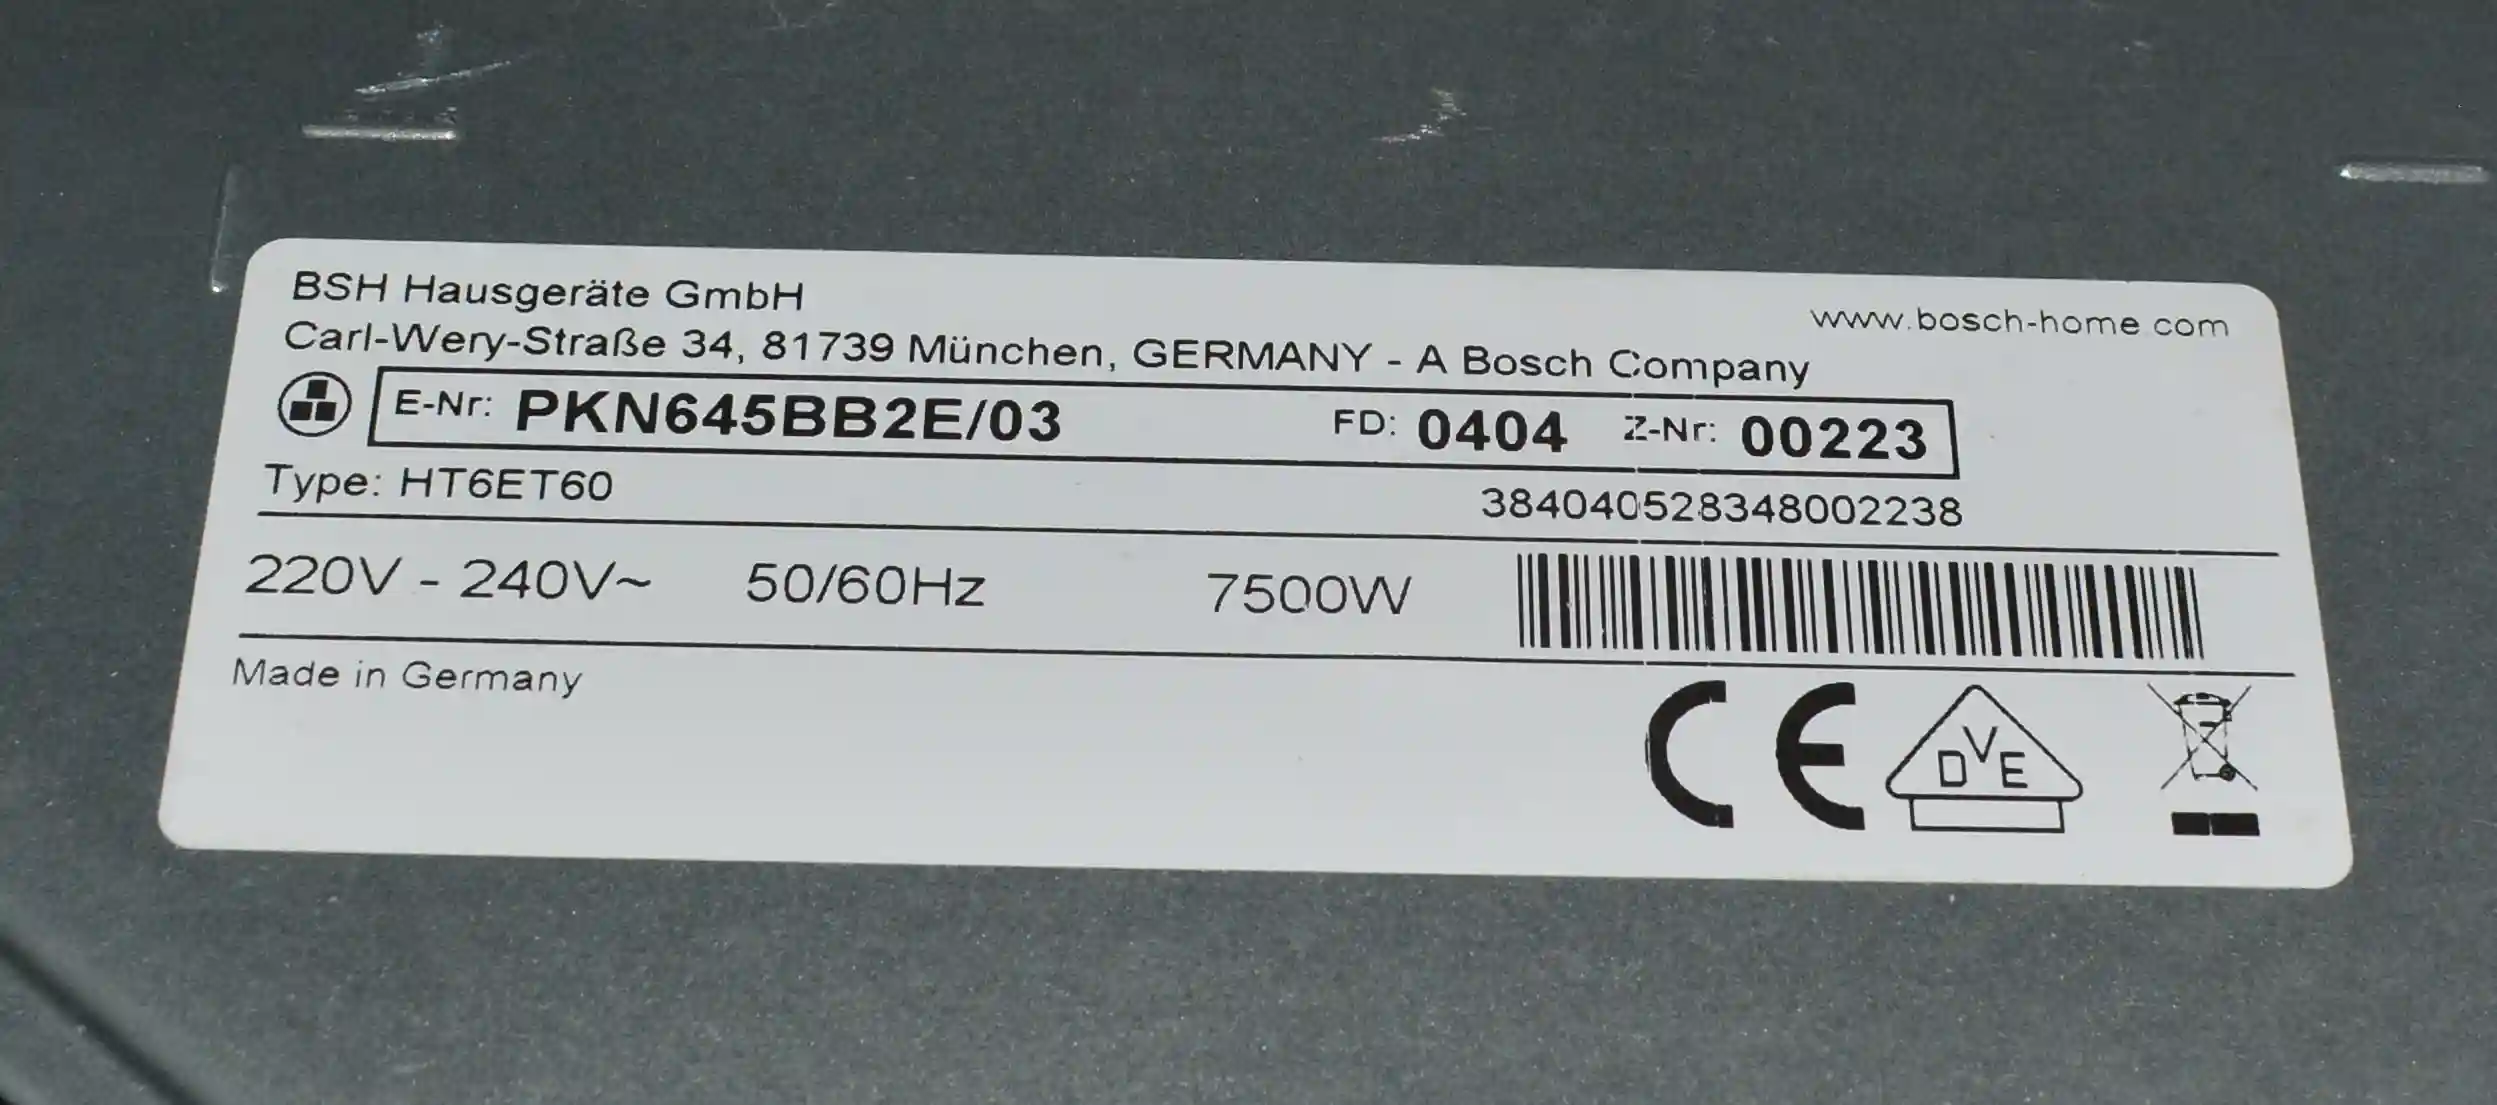 BSH Hausgeräte GmbH
www.bosch-home.com
Carl-Wery-Straße 34, 81739 München, GERMANY - A Bosch Company
E-Nr: PKN645BB2E/03 FD: 0404 Z-Nr: 00223
Type: HT6ET60 384040528348002238
220V - 240V~ 50/60Hz 7500W
Made in Germany
CE DVE